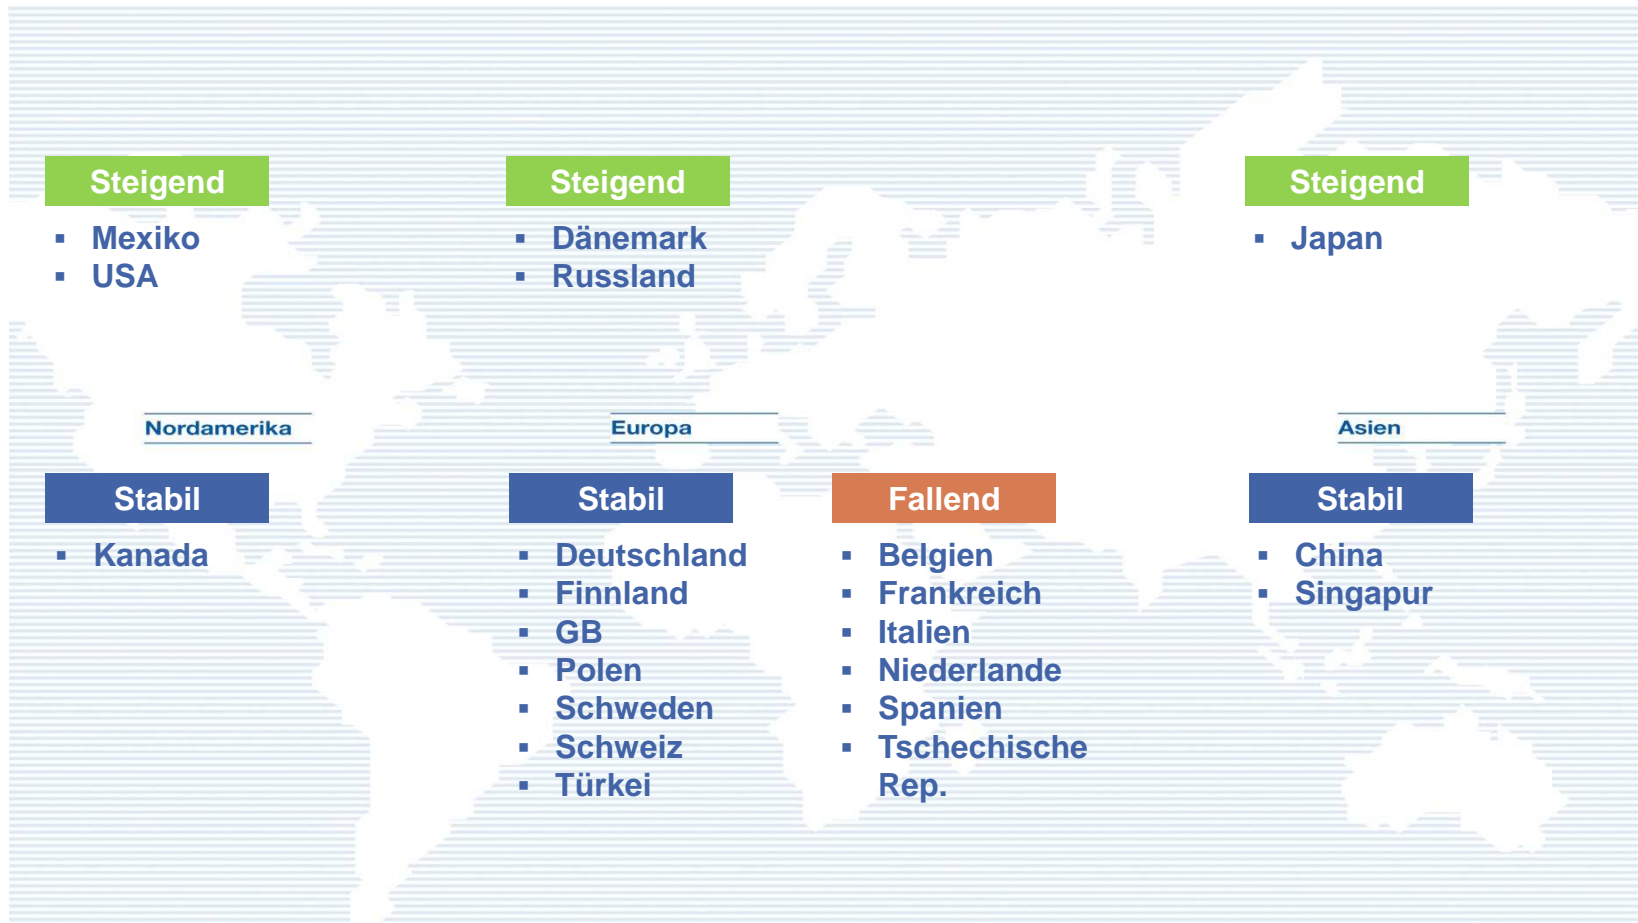 Steigend
▪ Mexiko
▪ USA
Steigend
▪ Dänemark
▪ Russland
Steigend
▪ Japan
Nordamerika
Europa
Asien
Stabil
▪ Kanada
Stabil
▪ Deutschland
▪ Finnland
▪ GB
▪ Polen
▪ Schweden
▪ Schweiz
▪ Türkei
Fallend
▪ Belgien
▪ Frankreich
▪ Italien
▪ Niederlande
▪ Spanien
▪ Tschechische
Rep.
Stabil
▪ China
▪ Singapur